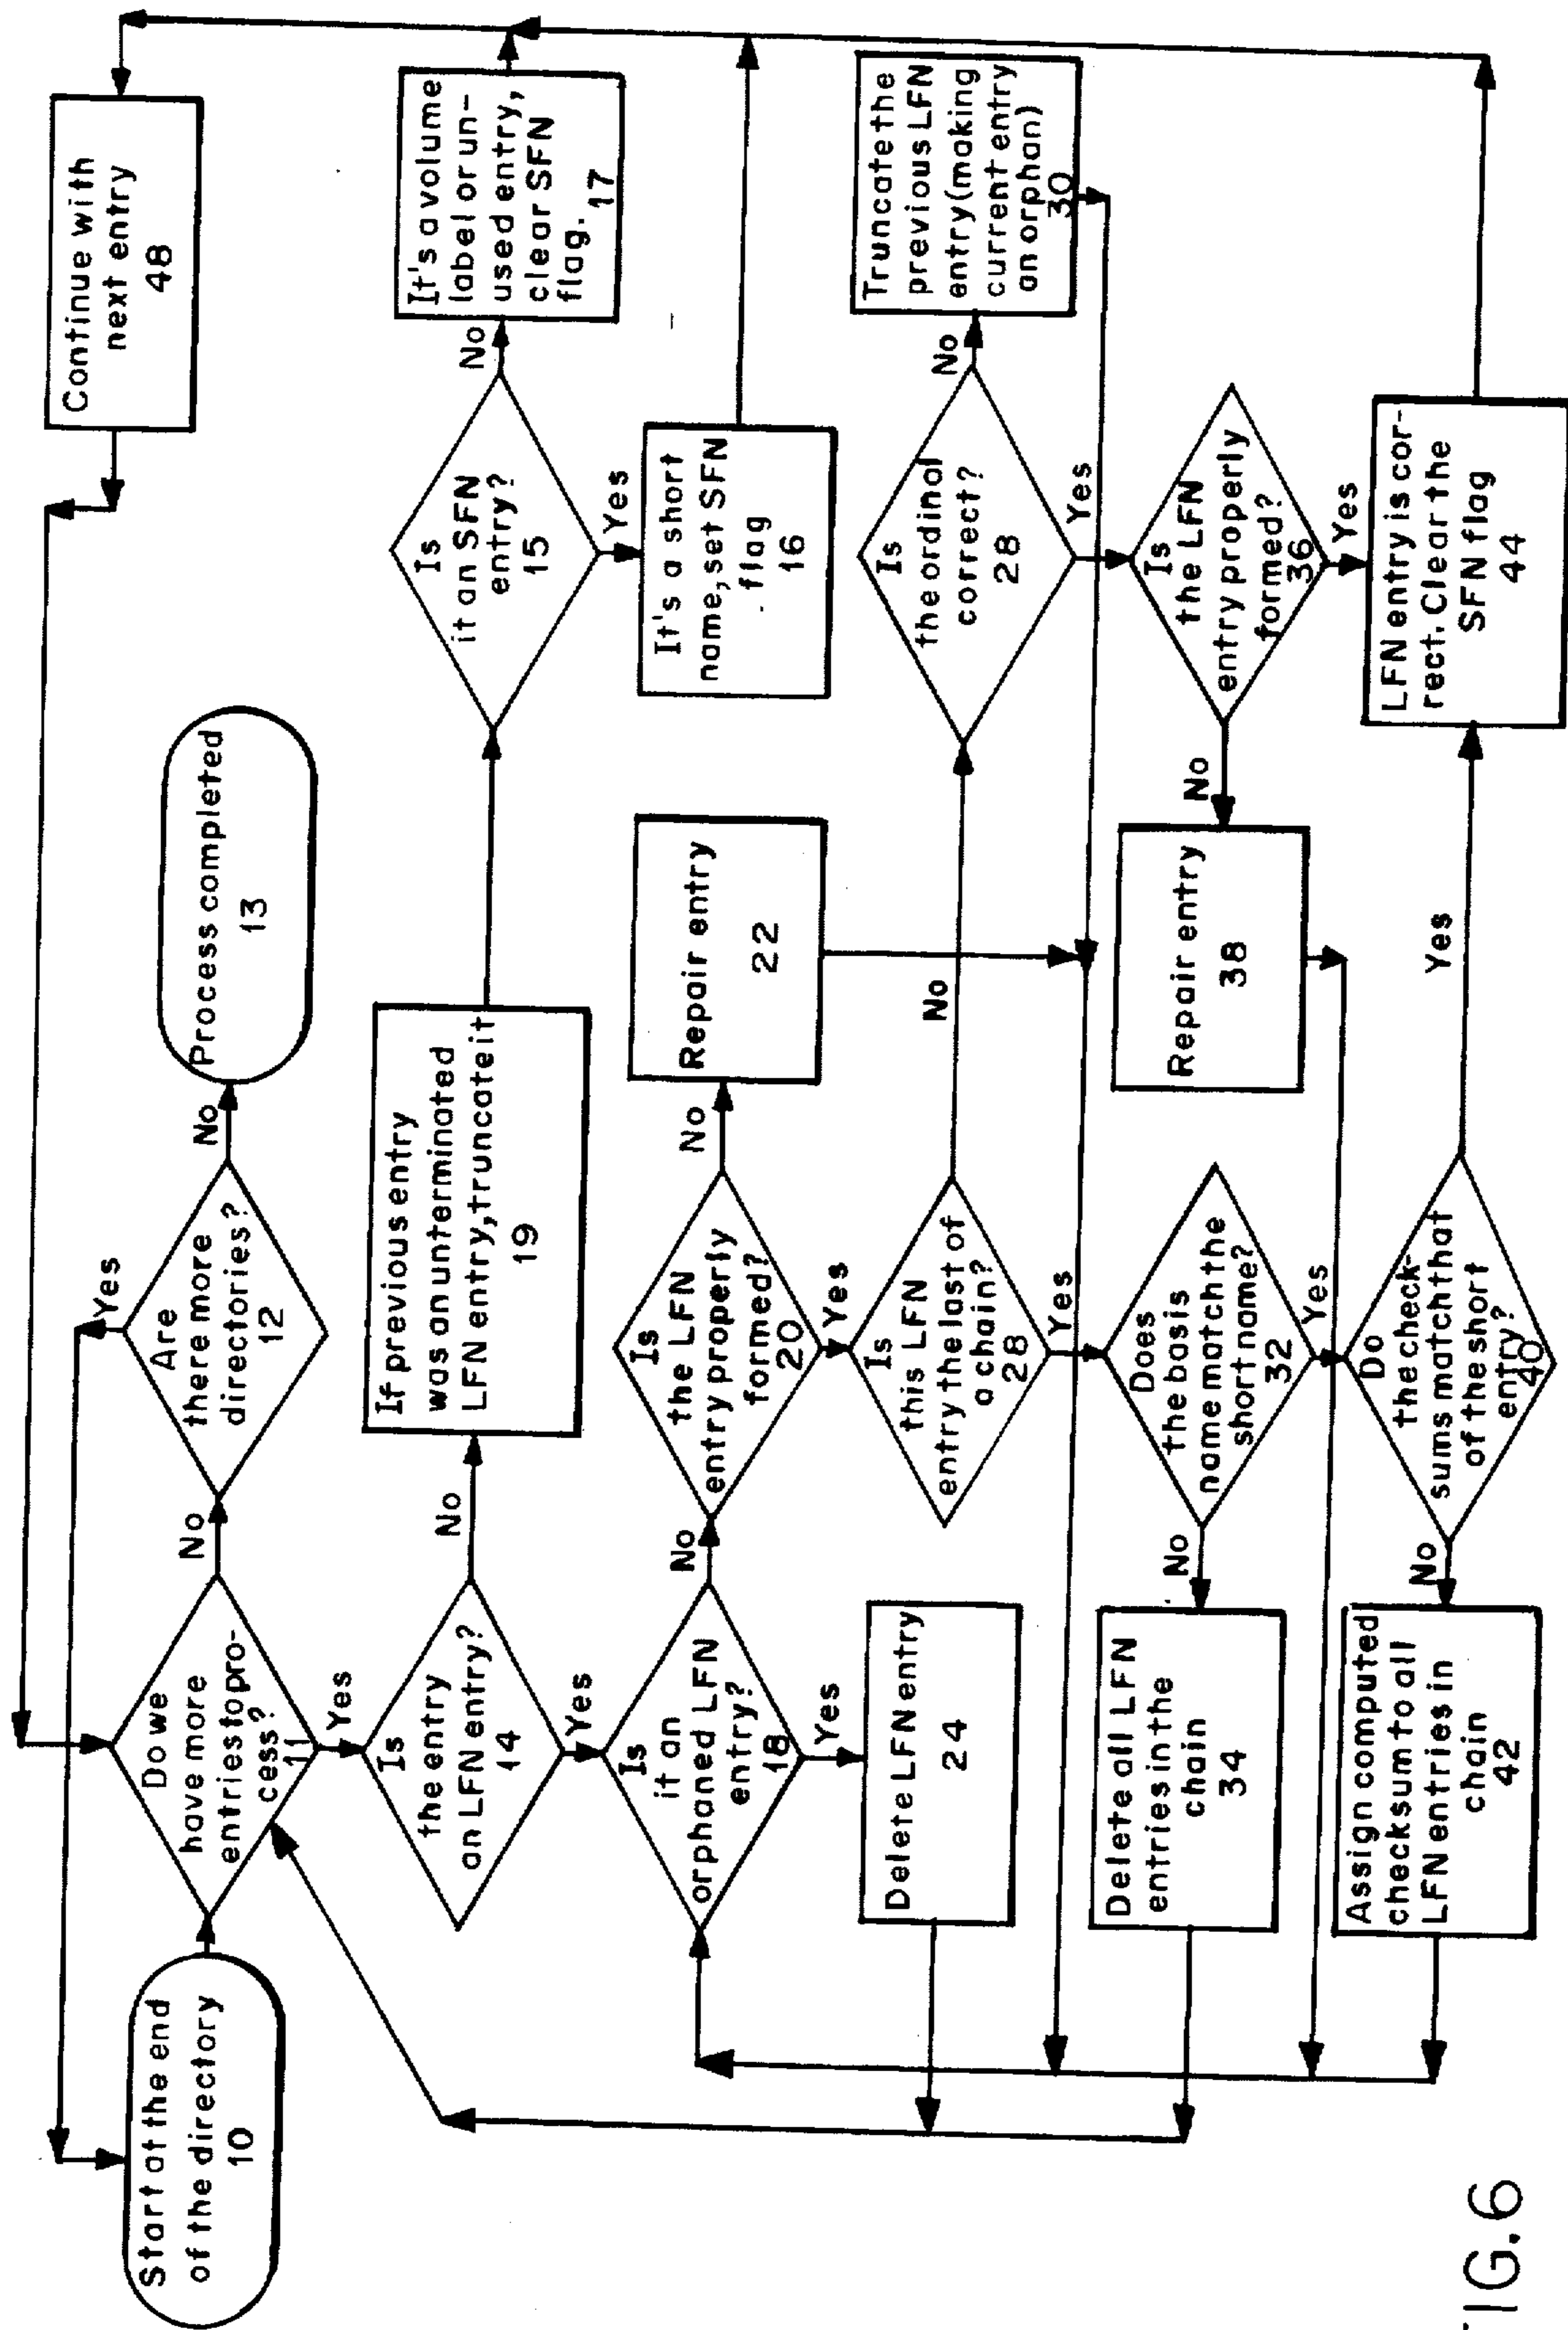 Start at the end
of the directory
10
Do we
have more
entries to pro-
cess?
11
No
Yes
Are
there more
directories?
12
Yes
No
Process completed
13
Continue with
next entry
48
Is
the entry
an LFN entry?
14
No
Yes
If previous entry
was an unterminated
LFN entry, truncate it
19
Is
it an SFN
entry?
15
No
Yes
It's a volume
label or un-
used entry,
clear SFN
flag.
17
It's a short
name, set SFN
flag
16
Is
it an
orphaned LFN
entry?
18
No
Yes
Is
the LFN
entry properly
formed?
20
No
Yes
Repair entry
22
Delete LFN entry
24
Is
this LFN
entry the last of
a chain?
28
No
Yes
Is
the ordinal
correct?
28
No
Yes
Truncate the
previous LFN
entry (making
current entry
an orphan)
30
Delete all LFN
entries in the
chain
34
No
Does
the basis
name match the
short name?
32
Yes
Repair entry
38
No
Is
the LFN
entry properly
formed?
36
Yes
Assign computed
checksum to all
LFN entries in
chain
42
No
Do
the check-
sums match that
of the short
entry?
40
Yes
LFN entry is cor-
rect. Clear the
SFN flag
44
FIG.6